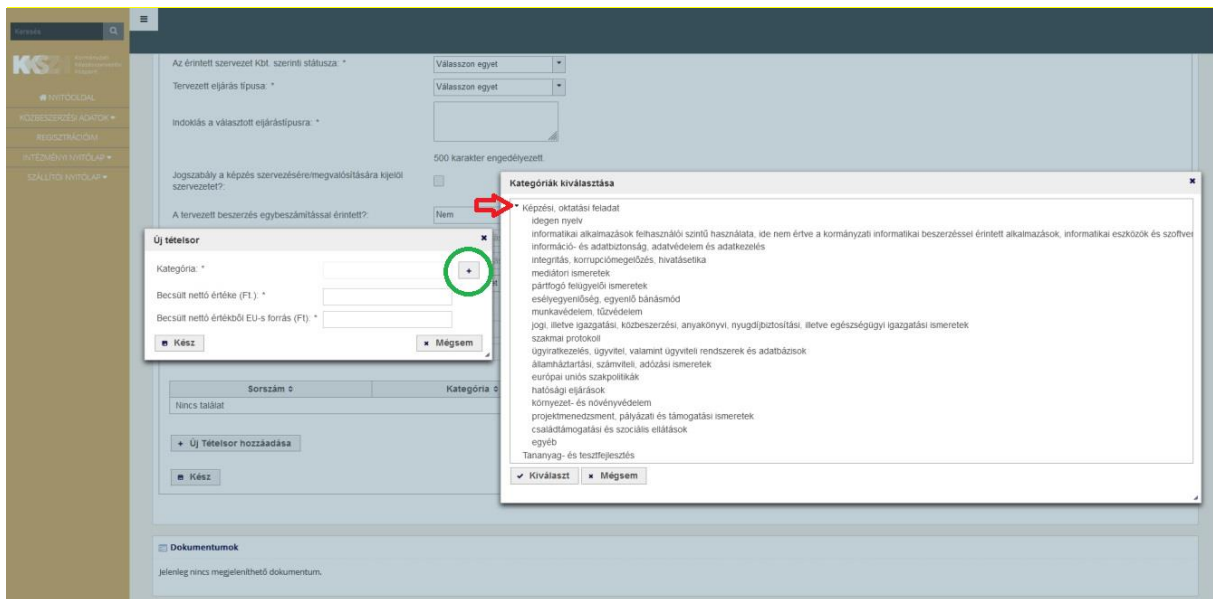 Keresés
KKSZK
NYITÓOLDAL
KÖZBESZERZÉSI ADATOK
REGISZTRÁCIÓM
INTÉZMÉNYI NYITÓLAP
SZÁLLÍTÓI NYITÓLAP
Az érintett szervezet Kbt. szerinti státusza: *
Válasszon egyet
Tervezett eljárás típusa: *
Válasszon egyet
Indoklás a választott eljárástípusra: *
500 karakter engedélyezett.
Jogszabály a képzés szervezésére/megvalósítására kijelöl
szervezetet?:
A tervezett beszerzés egybeszámítással érintett?:
Nem
Új tételsor
Kategória: *
+
Becsült nettó értéke (Ft.): *
Becsült nettó értékből EU-s forrás (Ft): *
Kész
Mégsem
Sorszám
Kategória
Nincs találat
+ Új Tételsor hozzáadása
Kész
Kategóriák kiválasztása
Képzési, oktatási feladat
idegen nyelv
informatikai alkalmazások felhasználói szintű használata, ide nem értve a kormányzati informatikai beszerzéssel érintett alkalmazások, informatikai eszközök és szoftver
információ- és adatbiztonság, adatvédelem és adatkezelés
integritás, korrupciómegelőzés, hivatásetika
mediátori ismeretek
pártfogó felügyelői ismeretek
esélyegyenlőség, egyenlő bánásmód
munkavédelem, tűzvédelem
jogi, illetve igazgatási, közbeszerzési, anyakönyvi, nyugdíjbiztosítási, illetve egészségügyi igazgatási ismeretek
szakmai protokoll
ügyiratkezelés, ügyvitel, valamint ügyviteli rendszerek és adatbázisok
államháztartási, számviteli, adózási ismeretek
európai uniós szakpolitikák
hatósági eljárások
környezet- és növényvédelem
projektmenedzsment, pályázati és támogatási ismeretek
családtámogatási és szociális ellátások
egyéb
Tananyag- és tesztfejlesztés
Kiválaszt
Mégsem
Dokumentumok
Jelenleg nincs megjeleníthető dokumentum.